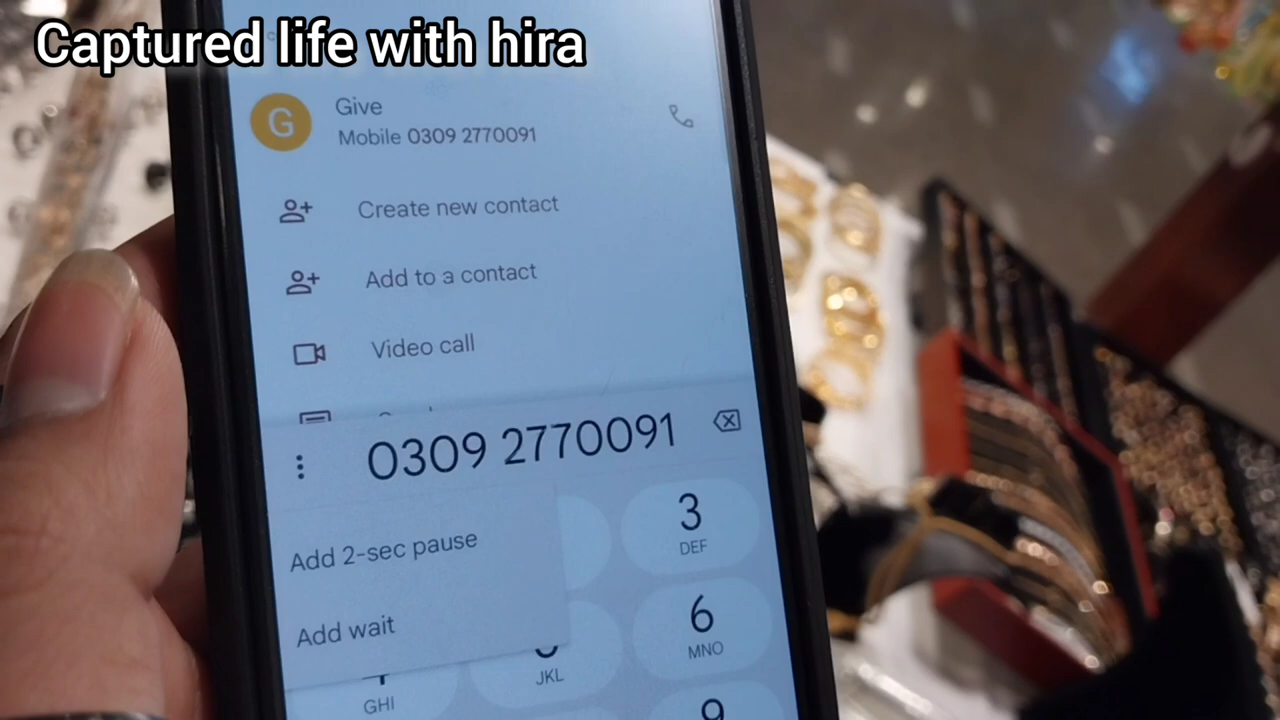 Captured life with hira
G
Give
Mobile 0309 2770091
Create new contact
Add to a contact
Video call
0309 2770091
Add 2-sec pause
3
DEF
Add wait
6
MNO
JKL
GHI
9